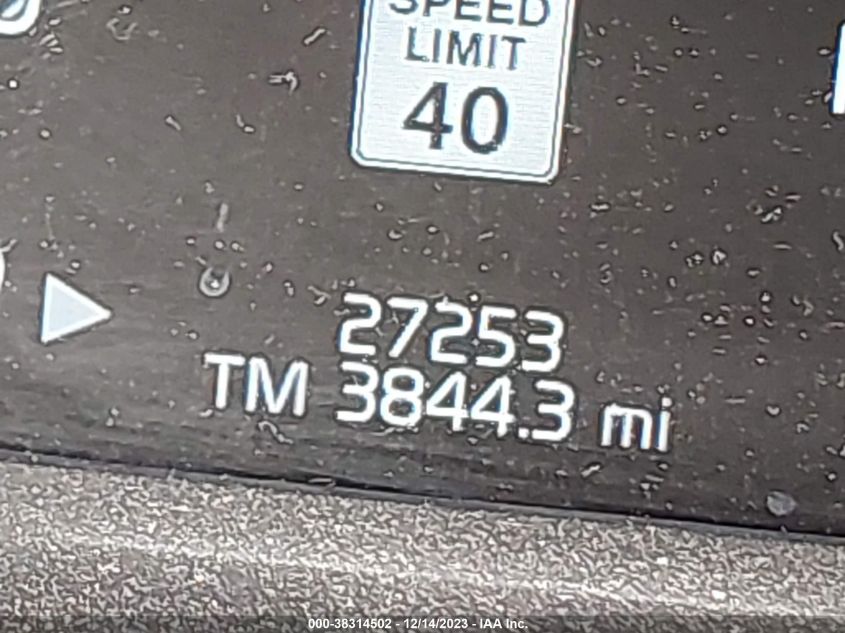 SPEED
LIMIT
40
27253
TM 3844.3 mi
000-38314502 - 12/14/2023 - IAA Inc.